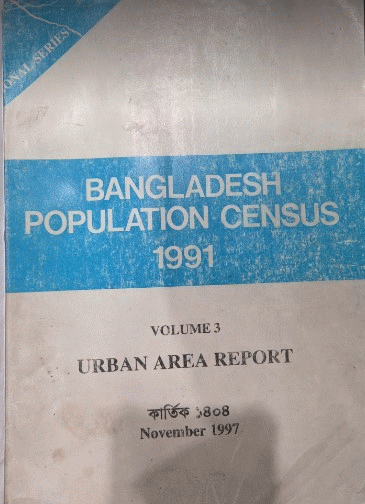 ONAL SERIES
BANGLADESH
POPULATION CENSUS
1991
VOLUME 3
URBAN AREA REPORT
কার্তিক ১৪০৪
November 1997